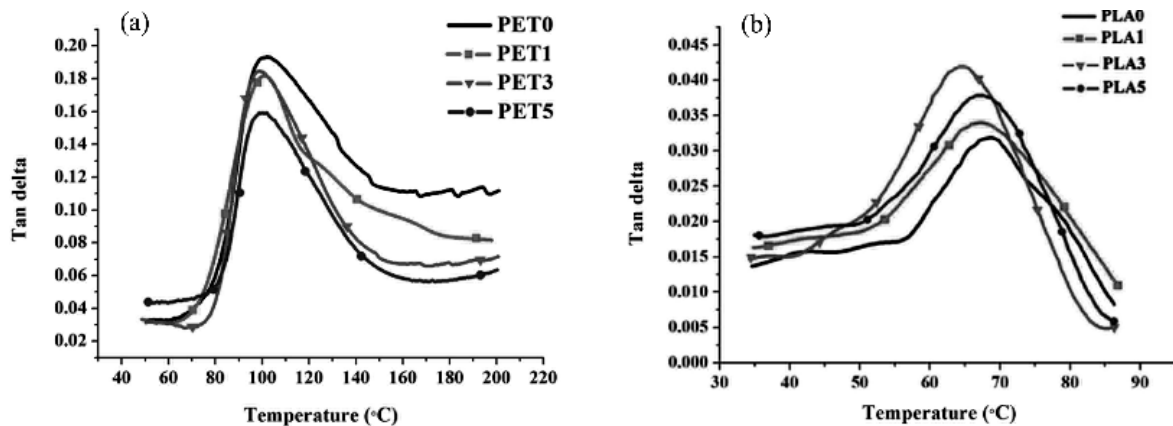 (a)
PET0
PET1
PET3
PET5
0.20
0.18
0.16
0.14
0.12
0.10
0.08
0.06
0.04
0.02
Tan delta
40 60 80 100 120 140 160 180 200 220
Temperature (°C)
(b)
PLA0
PLA1
PLA3
PLA5
0.045
0.040
0.035
0.030
0.025
0.020
0.015
0.010
0.005
0.000
Tan delta
30 40 50 60 70 80 90
Temperature (°C)